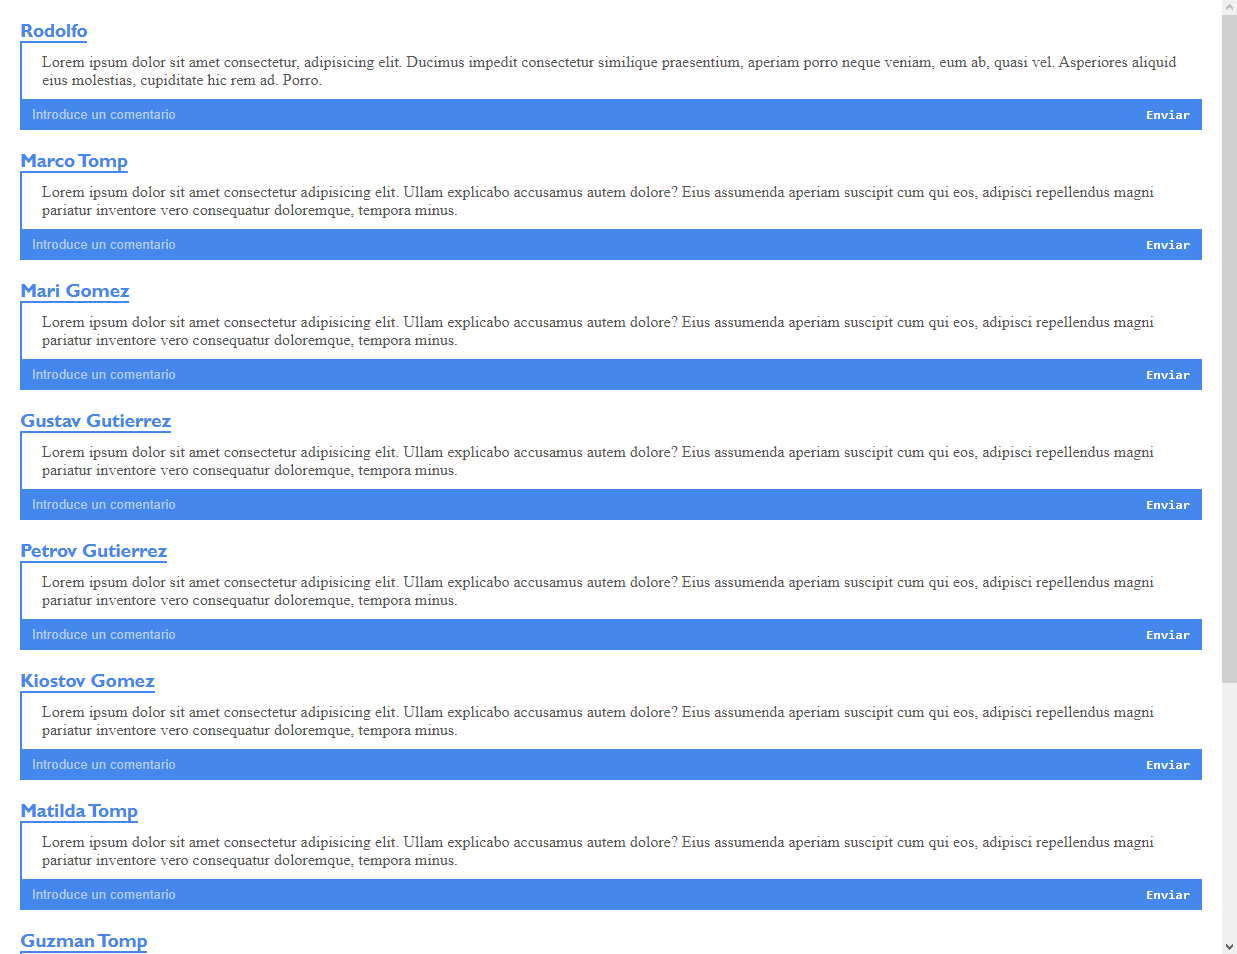 Rodolfo
Lorem ipsum dolor sit amet consectetur, adipisicing elit. Ducimus impedit consectetur similique praesentium, aperiam porro neque veniam, eum ab, quasi vel. Asperiores aliquid
eius molestias, cupiditate hic rem ad. Porro.
Introduce un comentario Enviar
Marco Tomp
Lorem ipsum dolor sit amet consectetur adipisicing elit. Ullam explicabo accusamus autem dolore? Eius assumenda aperiam suscipit cum qui eos, adipisci repellendus magni
pariatur inventore vero consequatur doloremque, tempora minus.
Introduce un comentario Enviar
Mari Gomez
Lorem ipsum dolor sit amet consectetur adipisicing elit. Ullam explicabo accusamus autem dolore? Eius assumenda aperiam suscipit cum qui eos, adipisci repellendus magni
pariatur inventore vero consequatur doloremque, tempora minus.
Introduce un comentario Enviar
Gustav Gutierrez
Lorem ipsum dolor sit amet consectetur adipisicing elit. Ullam explicabo accusamus autem dolore? Eius assumenda aperiam suscipit cum qui eos, adipisci repellendus magni
pariatur inventore vero consequatur doloremque, tempora minus.
Introduce un comentario Enviar
Petrov Gutierrez
Lorem ipsum dolor sit amet consectetur adipisicing elit. Ullam explicabo accusamus autem dolore? Eius assumenda aperiam suscipit cum qui eos, adipisci repellendus magni
pariatur inventore vero consequatur doloremque, tempora minus.
Introduce un comentario Enviar
Kiostov Gomez
Lorem ipsum dolor sit amet consectetur adipisicing elit. Ullam explicabo accusamus autem dolore? Eius assumenda aperiam suscipit cum qui eos, adipisci repellendus magni
pariatur inventore vero consequatur doloremque, tempora minus.
Introduce un comentario Enviar
Matilda Tomp
Lorem ipsum dolor sit amet consectetur adipisicing elit. Ullam explicabo accusamus autem dolore? Eius assumenda aperiam suscipit cum qui eos, adipisci repellendus magni
pariatur inventore vero consequatur doloremque, tempora minus.
Introduce un comentario Enviar
Guzman Tomp